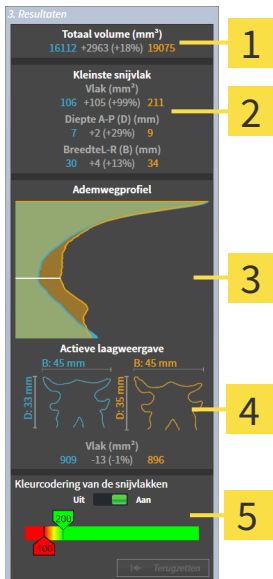 3. Resultaten
Totaal volume (mm³)
16112 +2963 (+18%) 19075
1
Kleinste snijvlak
Vlak (mm²)
106 +105 (+99%) 211
2
Diepte A-P (D) (mm)
7 +2 (+29%) 9
BreedteL-R (B) (mm)
30 +4 (+13%) 34
Ademwegprofiel
3
Actieve laagweergave
B: 45 mm B: 45 mm
D: 33 mm D: 35 mm
4
Vlak (mm²)
909 -13 (-1%) 896
Kleurcodering van de snijvlakken
Uit Aan
5
200
100
Terugzetten